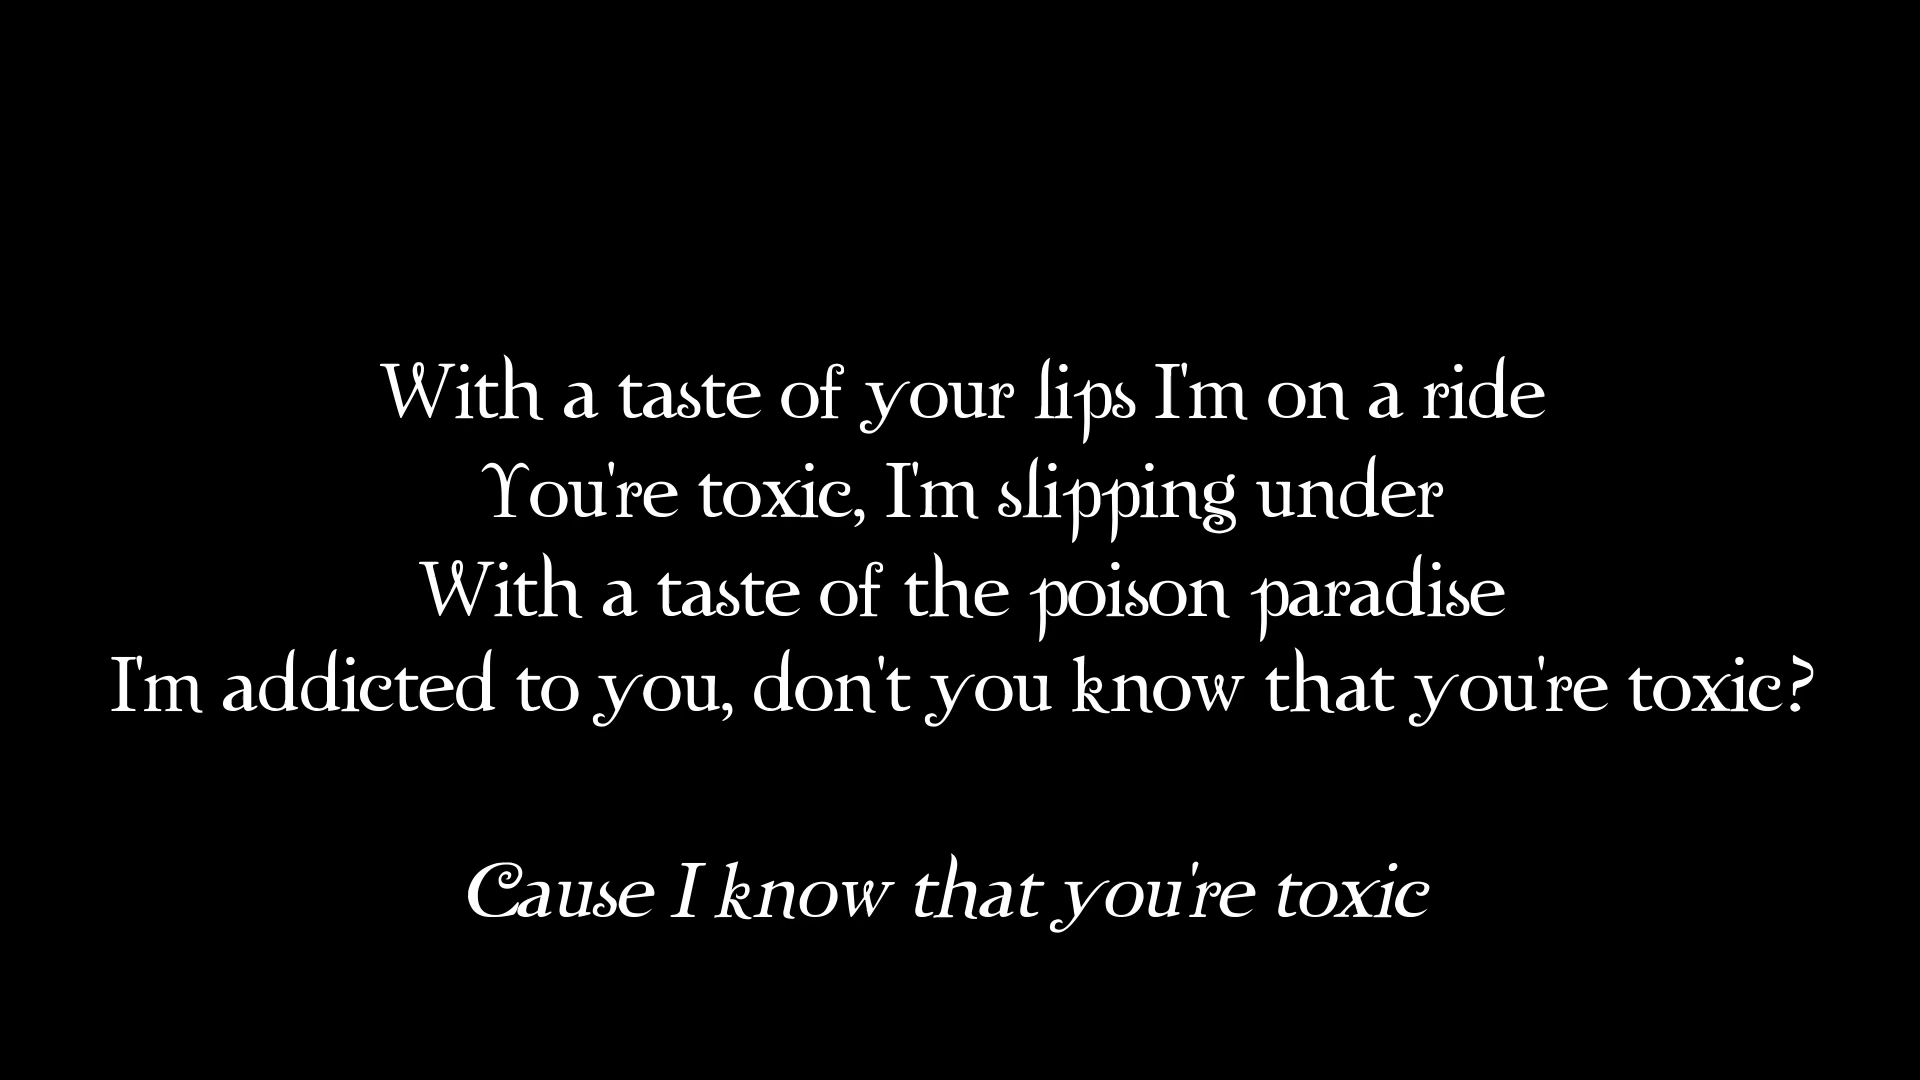 With a taste of your lips I'm on a ride
You're toxic, I'm slipping under
With a taste of the poison paradise
I'm addicted to you, don't you know that you're toxic?
Cause I know that you're toxic